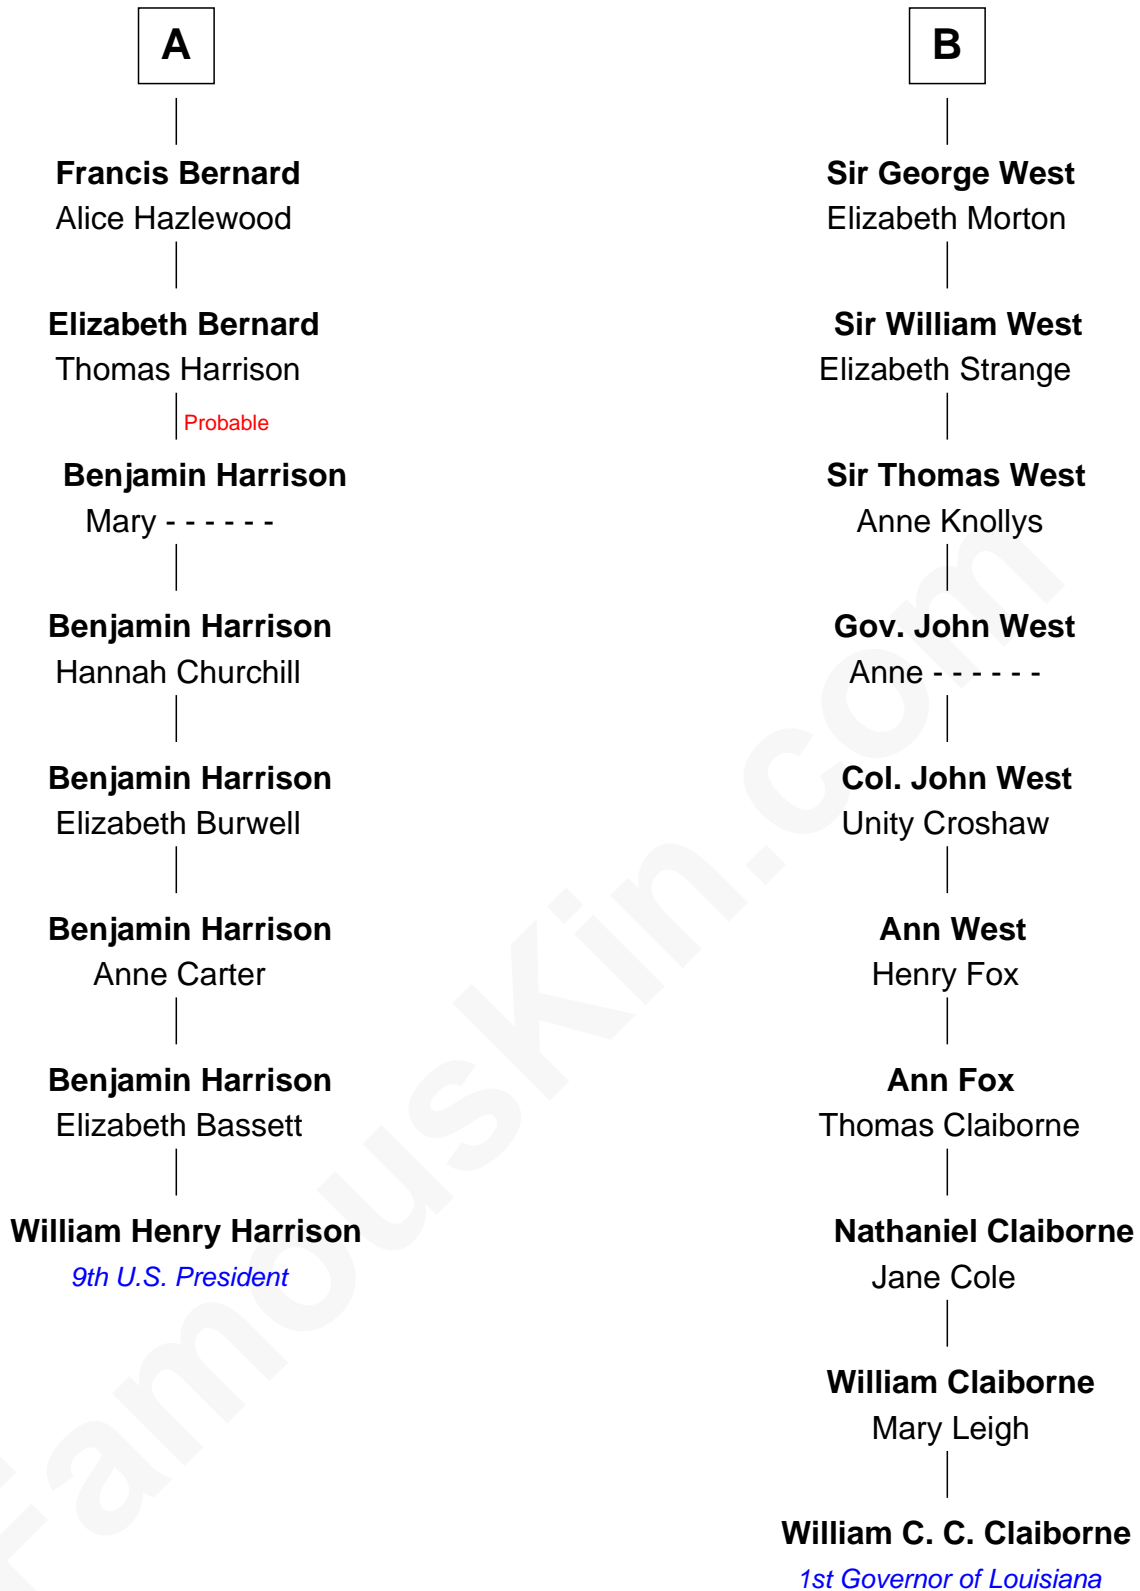 A
Francis Bernard
Alice Hazlewood
Elizabeth Bernard
Thomas Harrison
Probable
Benjamin Harrison
Mary - - - - - -
Benjamin Harrison
Hannah Churchill
Benjamin Harrison
Elizabeth Burwell
Benjamin Harrison
Anne Carter
Benjamin Harrison
Elizabeth Bassett
William Henry Harrison
9th U.S. President
B
Sir George West
Elizabeth Morton
Sir William West
Elizabeth Strange
Sir Thomas West
Anne Knollys
Gov. John West
Anne - - - - - -
Col. John West
Unity Croshaw
Ann West
Henry Fox
Ann Fox
Thomas Claiborne
Nathaniel Claiborne
Jane Cole
William Claiborne
Mary Leigh
William C. C. Claiborne
1st Governor of Louisiana
FamousKin.com